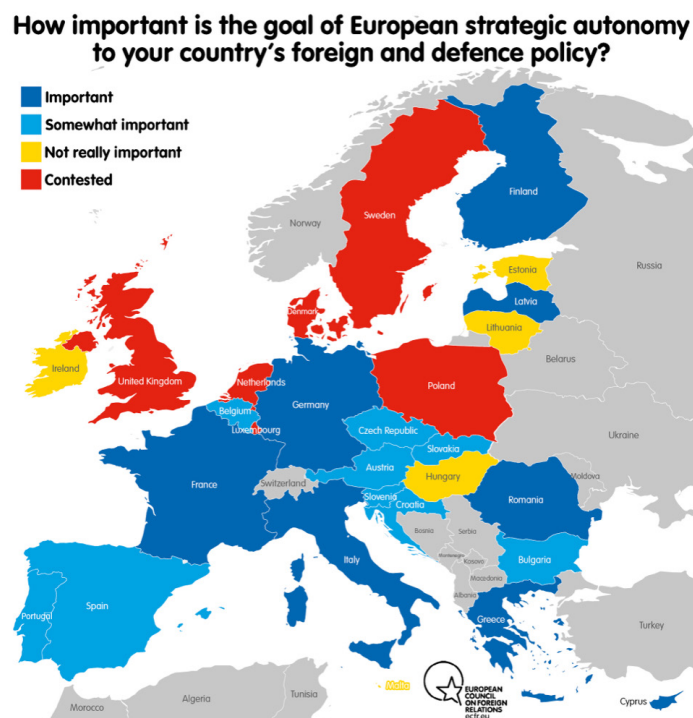 How important is the goal of European strategic autonomy
to your country's foreign and defence policy?
Important
Somewhat important
Not really important
Contested
Finland
Norway
Sweden
Russia
Estonia
Latvia
Denmark
Lithuania
Belarus
Ireland
United Kingdom
Netherlands
Poland
Germany
Belgium
Luxembourg
Czech Republic
Ukraine
Slovakia
Austria
France
Switzerland
Hungary
Moldova
Slovenia
Croatia
Romania
Bosnia
Serbia
Montenegro
Kosovo
Bulgaria
Italy
Macedonia
Albania
Portugal
Spain
Greece
Turkey
Malta
EUROPEAN
COUNCIL
ON FOREIGN
RELATIONS
ecfr.eu
Cyprus
Morocco
Algeria
Tunisia